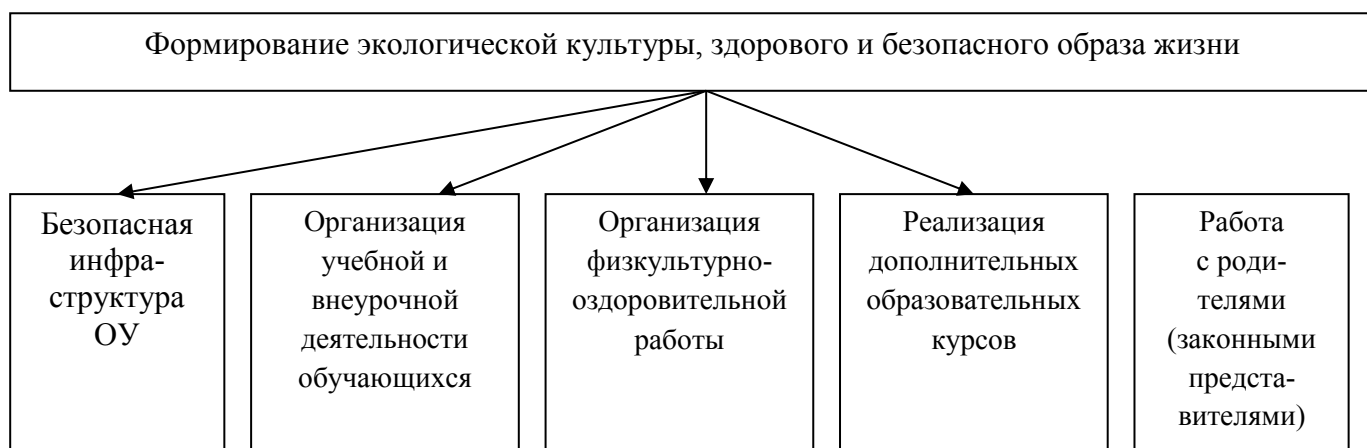 Формирование экологической культуры, здорового и безопасного образа жизни
Безопасная
инфра-
структура
ОУ
Организация
учебной и
внеурочной
деятельности
обучающихся
Организация
физкультурно-
оздоровительной
работы
Реализация
дополнительных
образовательных
курсов
Работа
с роди-
телями
(законными
предста-
вителями)